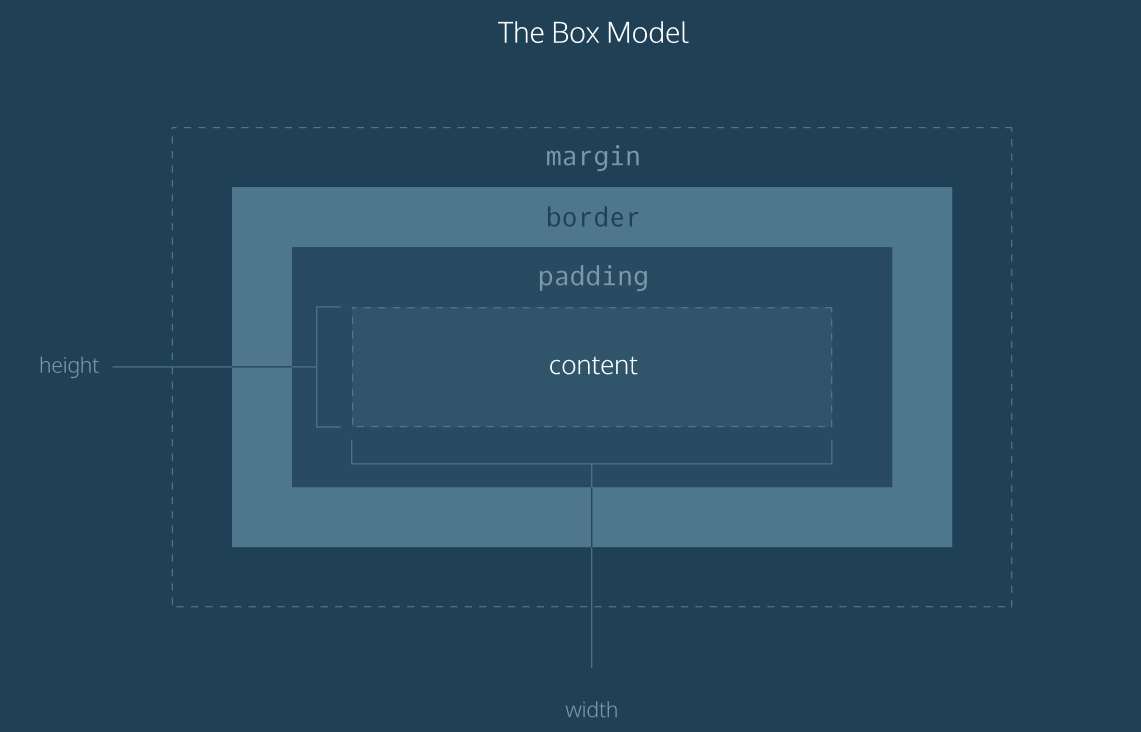 The Box Model
margin
border
padding
content
height
width